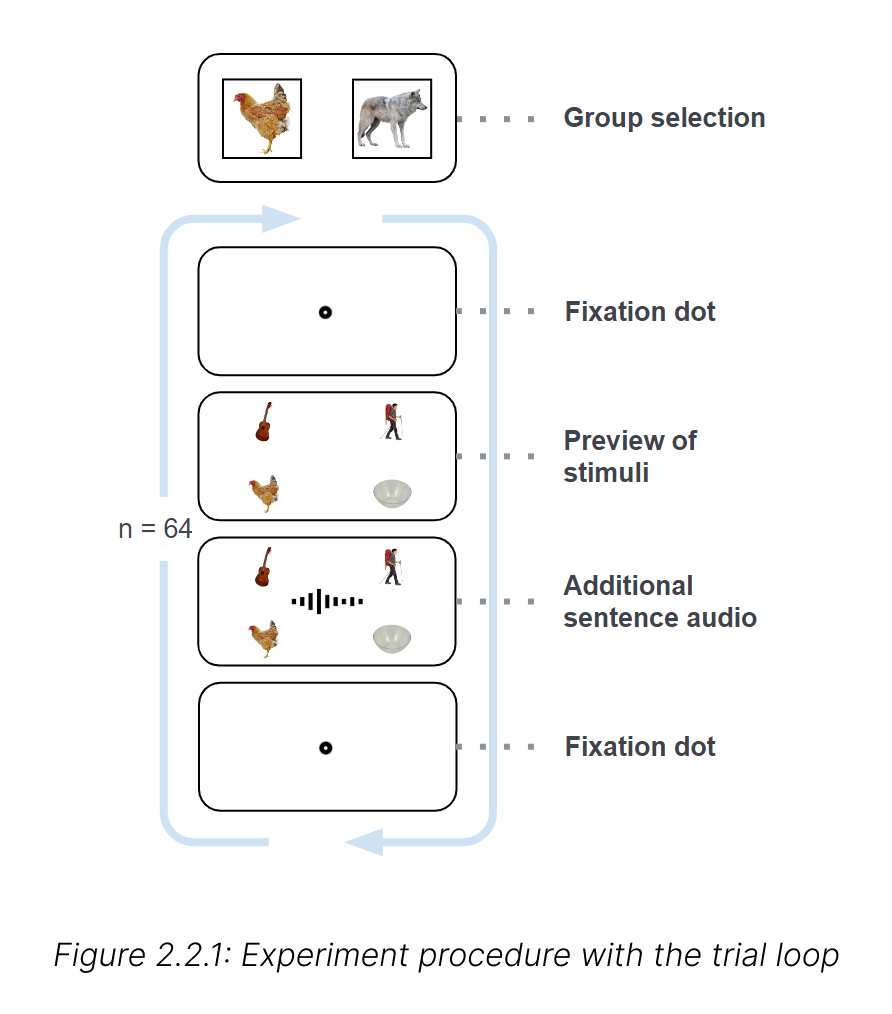 Group selection
Fixation dot
Preview of
stimuli
n = 64
Additional
sentence audio
Fixation dot
Figure 2.2.1: Experiment procedure with the trial loop